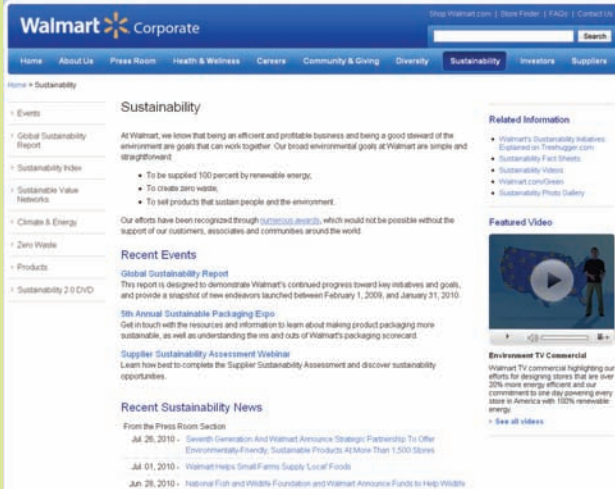 Shop Walmart.com | Store Finder | FAQs | Contact Us
Walmart Corporate
Search
Home About Us Press Room Health & Wellness Careers Community & Giving Diversity Sustainability Investors Suppliers
Home » Sustainability
Events
Global Sustainability
Report
Sustainability Index
Sustainable Value
Networks
Climate & Energy
Zero Waste
Products
Sustainability 2.0 DVD
Sustainability
At Walmart, we know that being an efficient and profitable business and being a good steward of the
environment are goals that can work together. Our broad environmental goals at Walmart are simple and
straightforward:
• To be supplied 100 percent by renewable energy;
• To create zero waste;
• To sell products that sustain people and the environment.
Our efforts have been recognized through numerous awards, which would not be possible without the
support of our customers, associates and communities around the world.
Recent Events
Global Sustainability Report
This report is designed to demonstrate Walmart's continued progress toward key initiatives and goals,
and provide a snapshot of new endeavors launched between February 1, 2009, and January 31, 2010.
5th Annual Sustainable Packaging Expo
Get in touch with the resources and information to learn about making product packaging more
sustainable, as well as understanding the ins and outs of Walmart's packaging scorecard.
Supplier Sustainability Assessment Webinar
Learn how best to complete the Supplier Sustainability Assessment and discover sustainability
opportunities.
Recent Sustainability News
From the Press Room Section
Jul. 26, 2010 - Seventh Generation And Walmart Announce Strategic Partnership To Offer
Environmentally-Friendly, Sustainable Products At More Than 1,500 Stores
Jul. 01, 2010 - Walmart Helps Small Farms Supply 'Local' Foods
Jun. 28, 2010 - National Fish and Wildlife Foundation and Walmart Announce Funds to Help Wildlife
Related Information
• Walmart's Sustainability Initiatives
Explained on Treehugger.com
• Sustainability Fact Sheets
• Sustainability Videos
• Walmart.com/Green
• Sustainability Photo Gallery
Featured Video
Environment TV Commercial
Walmart TV commercial highlighting our
efforts for designing stores that are over
20% more energy efficient and our
commitment to one day powering every
store in America with 100% renewable
energy.
See all videos